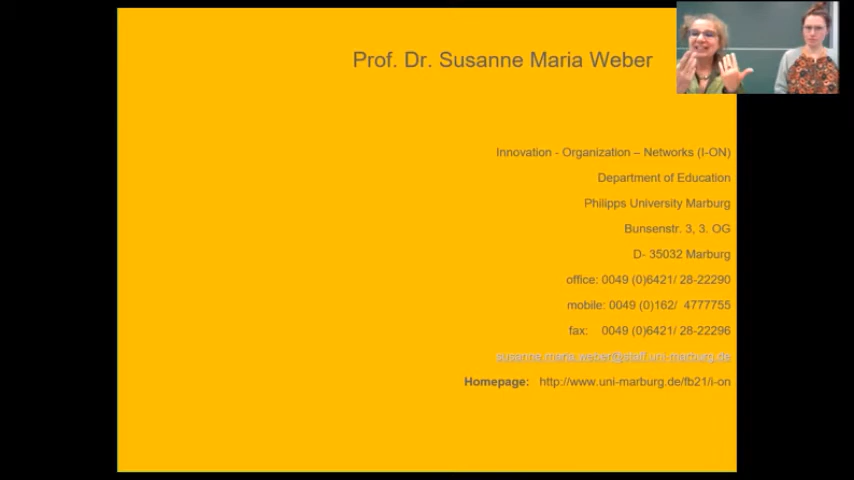 Prof. Dr. Susanne Maria Weber
Innovation - Organization – Networks (I-ON)
Department of Education
Philipps University Marburg
Bunsenstr. 3, 3. OG
D- 35032 Marburg
office: 0049 (0)6421/ 28-22290
mobile: 0049 (0)162/ 4777755
fax: 0049 (0)6421/ 28-22296
susanne.maria.weber@staff.uni-marburg.de
Homepage: http://www.uni-marburg.de/fb21/i-on